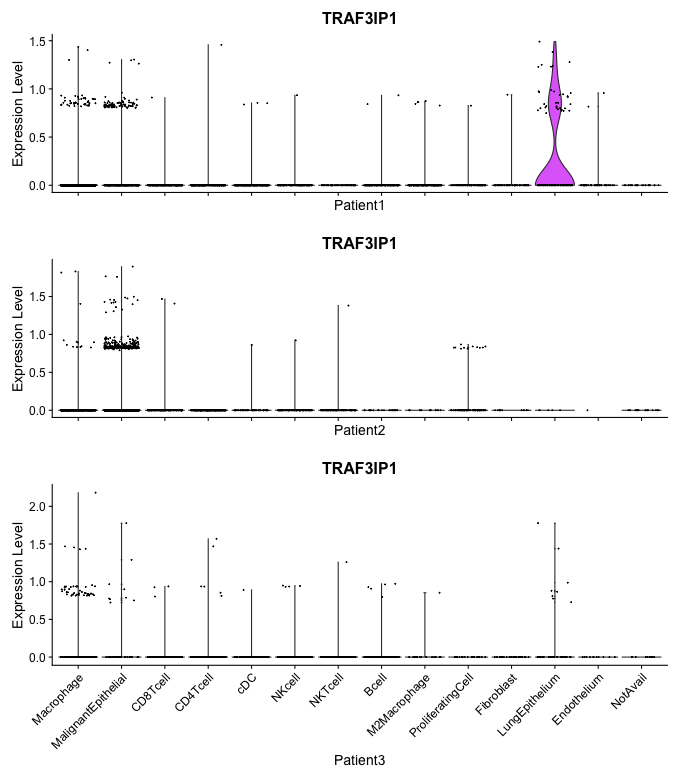 TRAF3IP1
Expression Level
1.5
1.0
0.5
0.0
Patient1
TRAF3IP1
Expression Level
1.5
1.0
0.5
0.0
Patient2
TRAF3IP1
Expression Level
2.0
1.5
1.0
0.5
0.0
Macrophage
MalignantEpithelial
CD8Tcell
CD4Tcell
cDC
NKcell
NKTcell
Bcell
M2Macrophage
ProliferatingCell
Fibroblast
LungEpithelium
Endothelium
NotAvail
Patient3